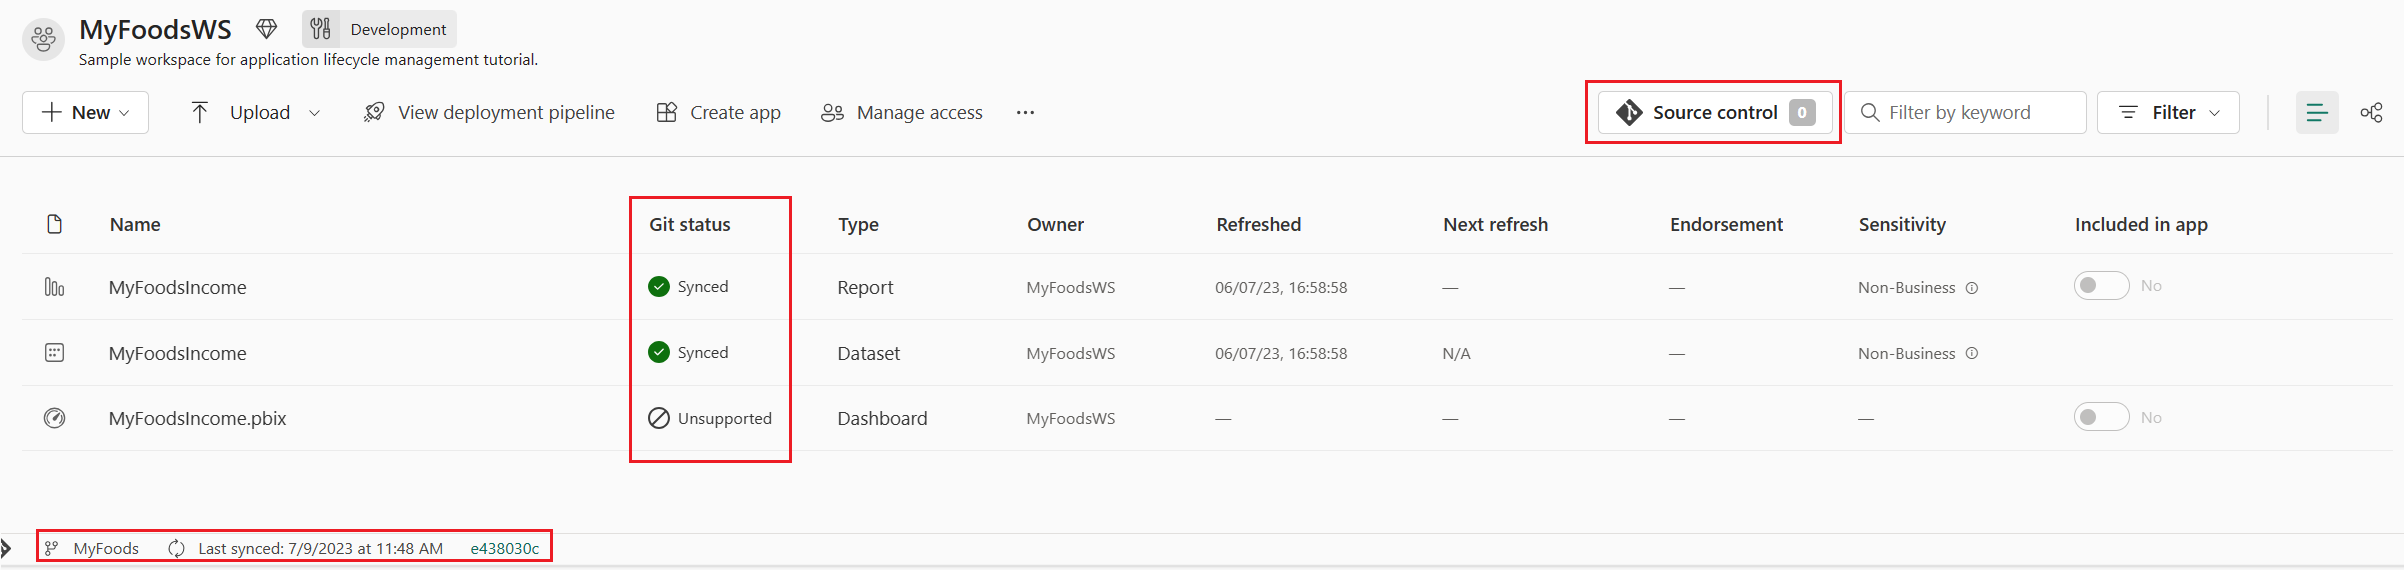 MyFoodsWS Development
Sample workspace for application lifecycle management tutorial.
New Upload View deployment pipeline Create app Manage access ... Source control 0 Filter by keyword Filter
Name Git status Type Owner Refreshed Next refresh Endorsement Sensitivity Included in app
MyFoodsIncome Synced Report MyFoodsWS 06/07/23, 16:58:58 — — Non-Business No
MyFoodsIncome Synced Dataset MyFoodsWS 06/07/23, 16:58:58 N/A — Non-Business
MyFoodsIncome.pbix Unsupported Dashboard MyFoodsWS — — — — No
MyFoods Last synced: 7/9/2023 at 11:48 AM e438030c